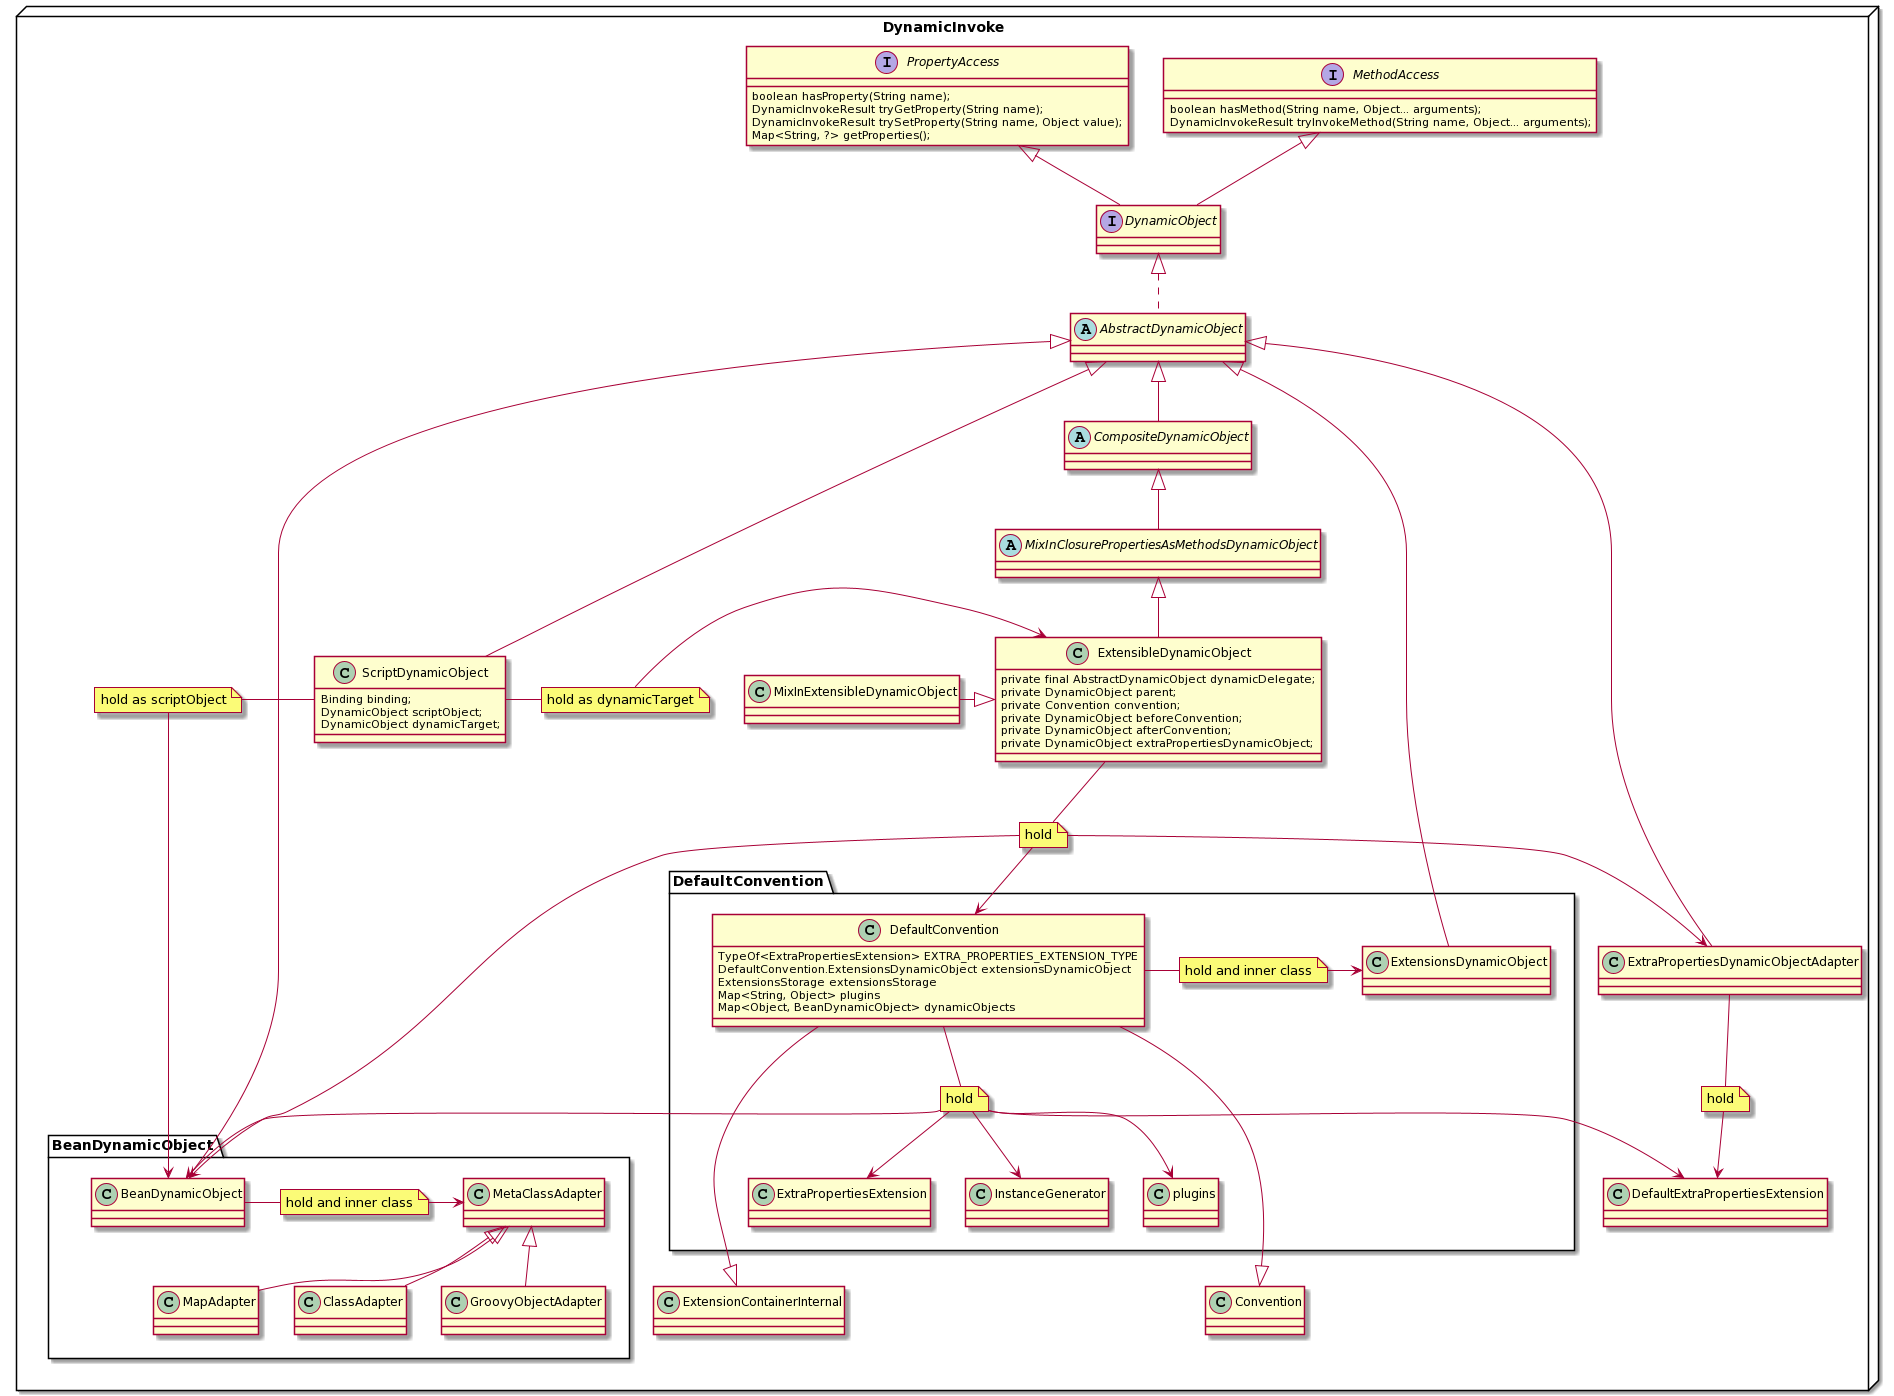 DynamicInvoke
I PropertyAccess
boolean hasProperty(String name);
DynamicInvokeResult tryGetProperty(String name);
DynamicInvokeResult trySetProperty(String name, Object value);
Map<String, ?> getProperties();
I MethodAccess
boolean hasMethod(String name, Object... arguments);
DynamicInvokeResult tryInvokeMethod(String name, Object... arguments);
I DynamicObject
A AbstractDynamicObject
A CompositeDynamicObject
A MixInClosurePropertiesAsMethodsDynamicObject
hold as scriptObject
C ScriptDynamicObject
Binding binding;
DynamicObject scriptObject;
DynamicObject dynamicTarget;
hold as dynamicTarget
C MixInExtensibleDynamicObject
C ExtensibleDynamicObject
private final AbstractDynamicObject dynamicDelegate;
private DynamicObject parent;
private Convention convention;
private DynamicObject beforeConvention;
private DynamicObject afterConvention;
private DynamicObject extraPropertiesDynamicObject;
hold
DefaultConvention
C DefaultConvention
TypeOf<ExtraPropertiesExtension> EXTRA_PROPERTIES_EXTENSION_TYPE
DefaultConvention.ExtensionsDynamicObject extensionsDynamicObject
ExtensionsStorage extensionsStorage
Map<String, Object> plugins
Map<Object, BeanDynamicObject> dynamicObjects
hold and inner class
C ExtensionsDynamicObject
C ExtraPropertiesDynamicObjectAdapter
hold
hold
BeanDynamicObject
C BeanDynamicObject
hold and inner class
C MetaClassAdapter
C ExtraPropertiesExtension
C InstanceGenerator
C plugins
C DefaultExtraPropertiesExtension
C MapAdapter
C ClassAdapter
C GroovyObjectAdapter
C ExtensionContainerInternal
C Convention